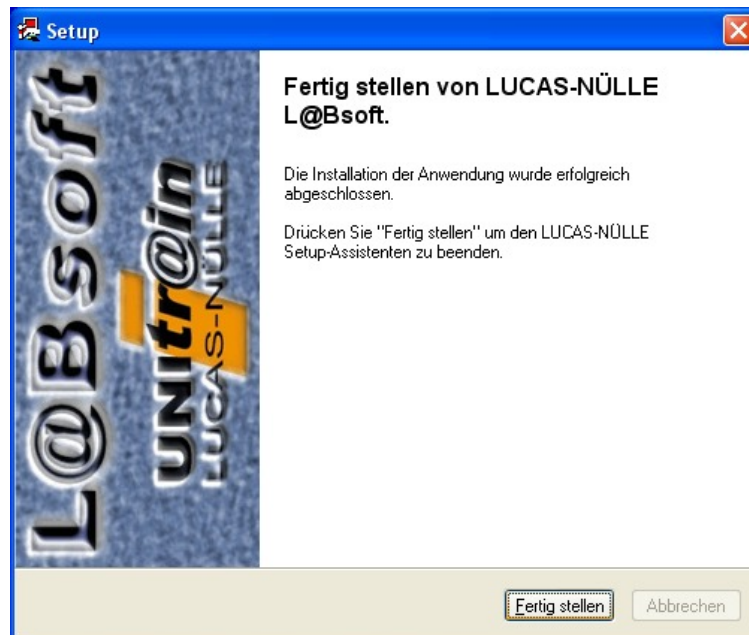 Setup
L@Bsoft
UNItr@in
LUCAS-NÜLLE
Fertig stellen von LUCAS-NÜLLE
L@Bsoft.
Die Installation der Anwendung wurde erfolgreich
abgeschlossen.
Drücken Sie "Fertig stellen" um den LUCAS-NÜLLE
Setup-Assistenten zu beenden.
Fertig stellen
Abbrechen